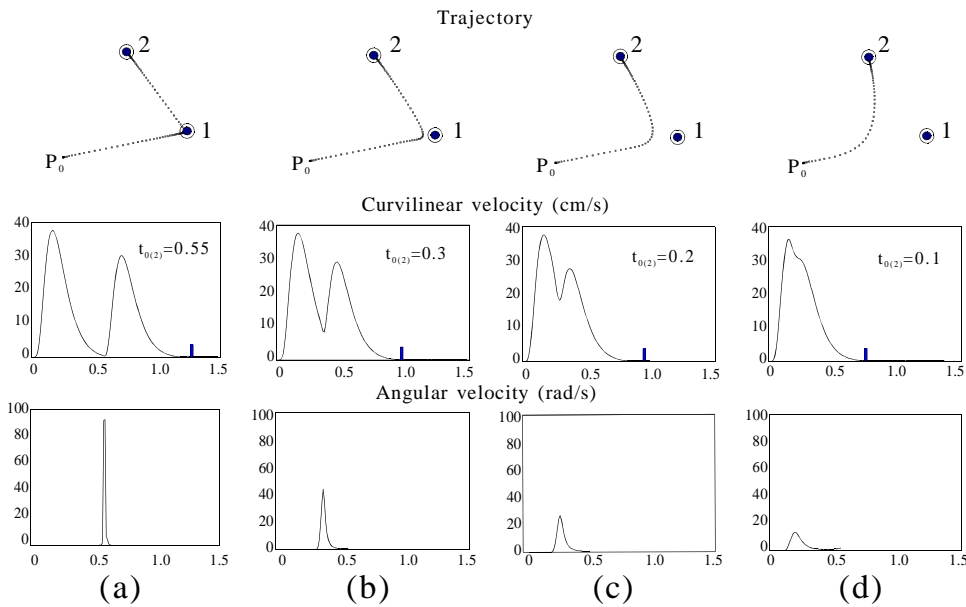 Trajectory
2 2 2 2
1 1 1 1
P0 P0 P0 P0
Curvilinear velocity (cm/s)
40 40 40 40
t0(2)=0.55 t0(2)=0.3 t0(2)=0.2 t0(2)=0.1
30 30 30 30
20 20 20 20
10 10 10 10
0 0 0 0
0 0.5 1.0 1.5 0 0.5 1.0 1.5 0 0.5 1.0 1.5 0 0.5 1.0 1.5
Angular velocity (rad/s)
100 100 100 100
80 80 80 80
60 60 60 60
40 40 40 40
20 20 20 20
0 0 0 0
0 0.5 1.0 1.5 0 0.5 1.0 1.5 0 0.5 1.0 1.5 0 0.5 1.0 1.5
(a) (b) (c) (d)